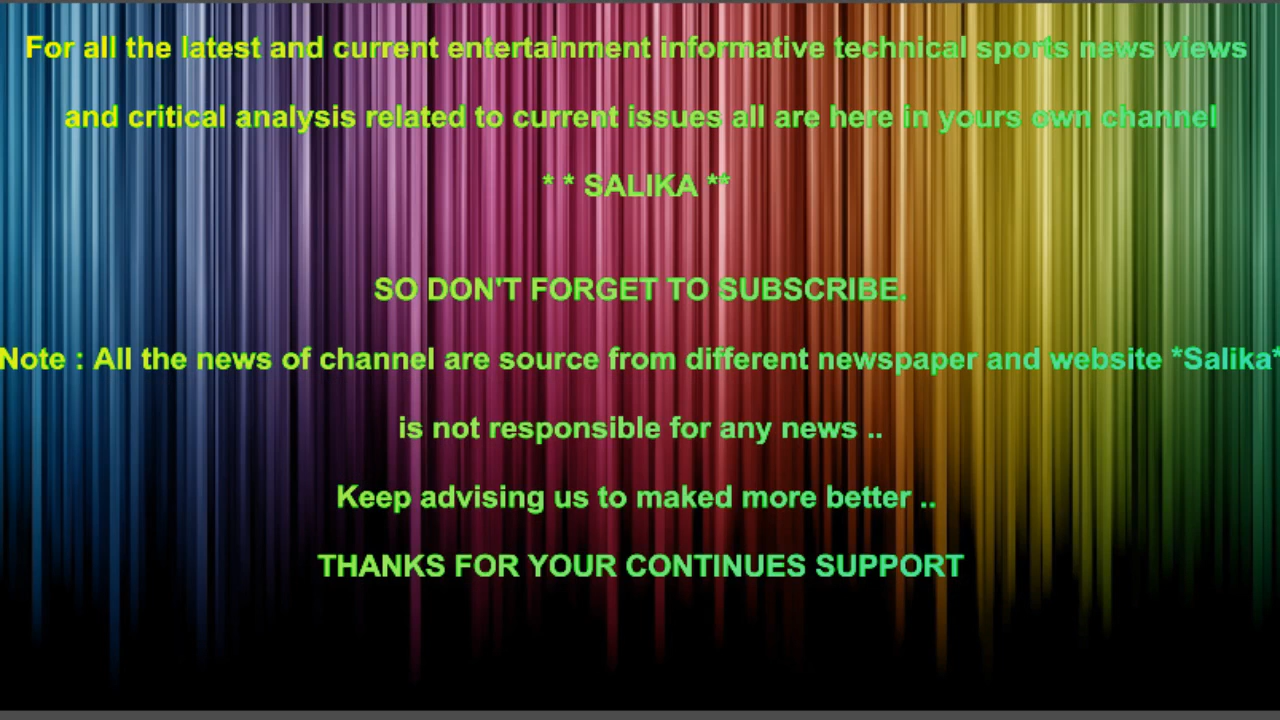 For all the latest and current entertainment informative technical sports news views
and critical analysis related to current issues all are here in yours own channel
* * SALIKA **
SO DON'T FORGET TO SUBSCRIBE.
Note : All the news of channel are source from different newspaper and website *Salika*
is not responsible for any news ..
Keep advising us to maked more better ..
THANKS FOR YOUR CONTINUES SUPPORT